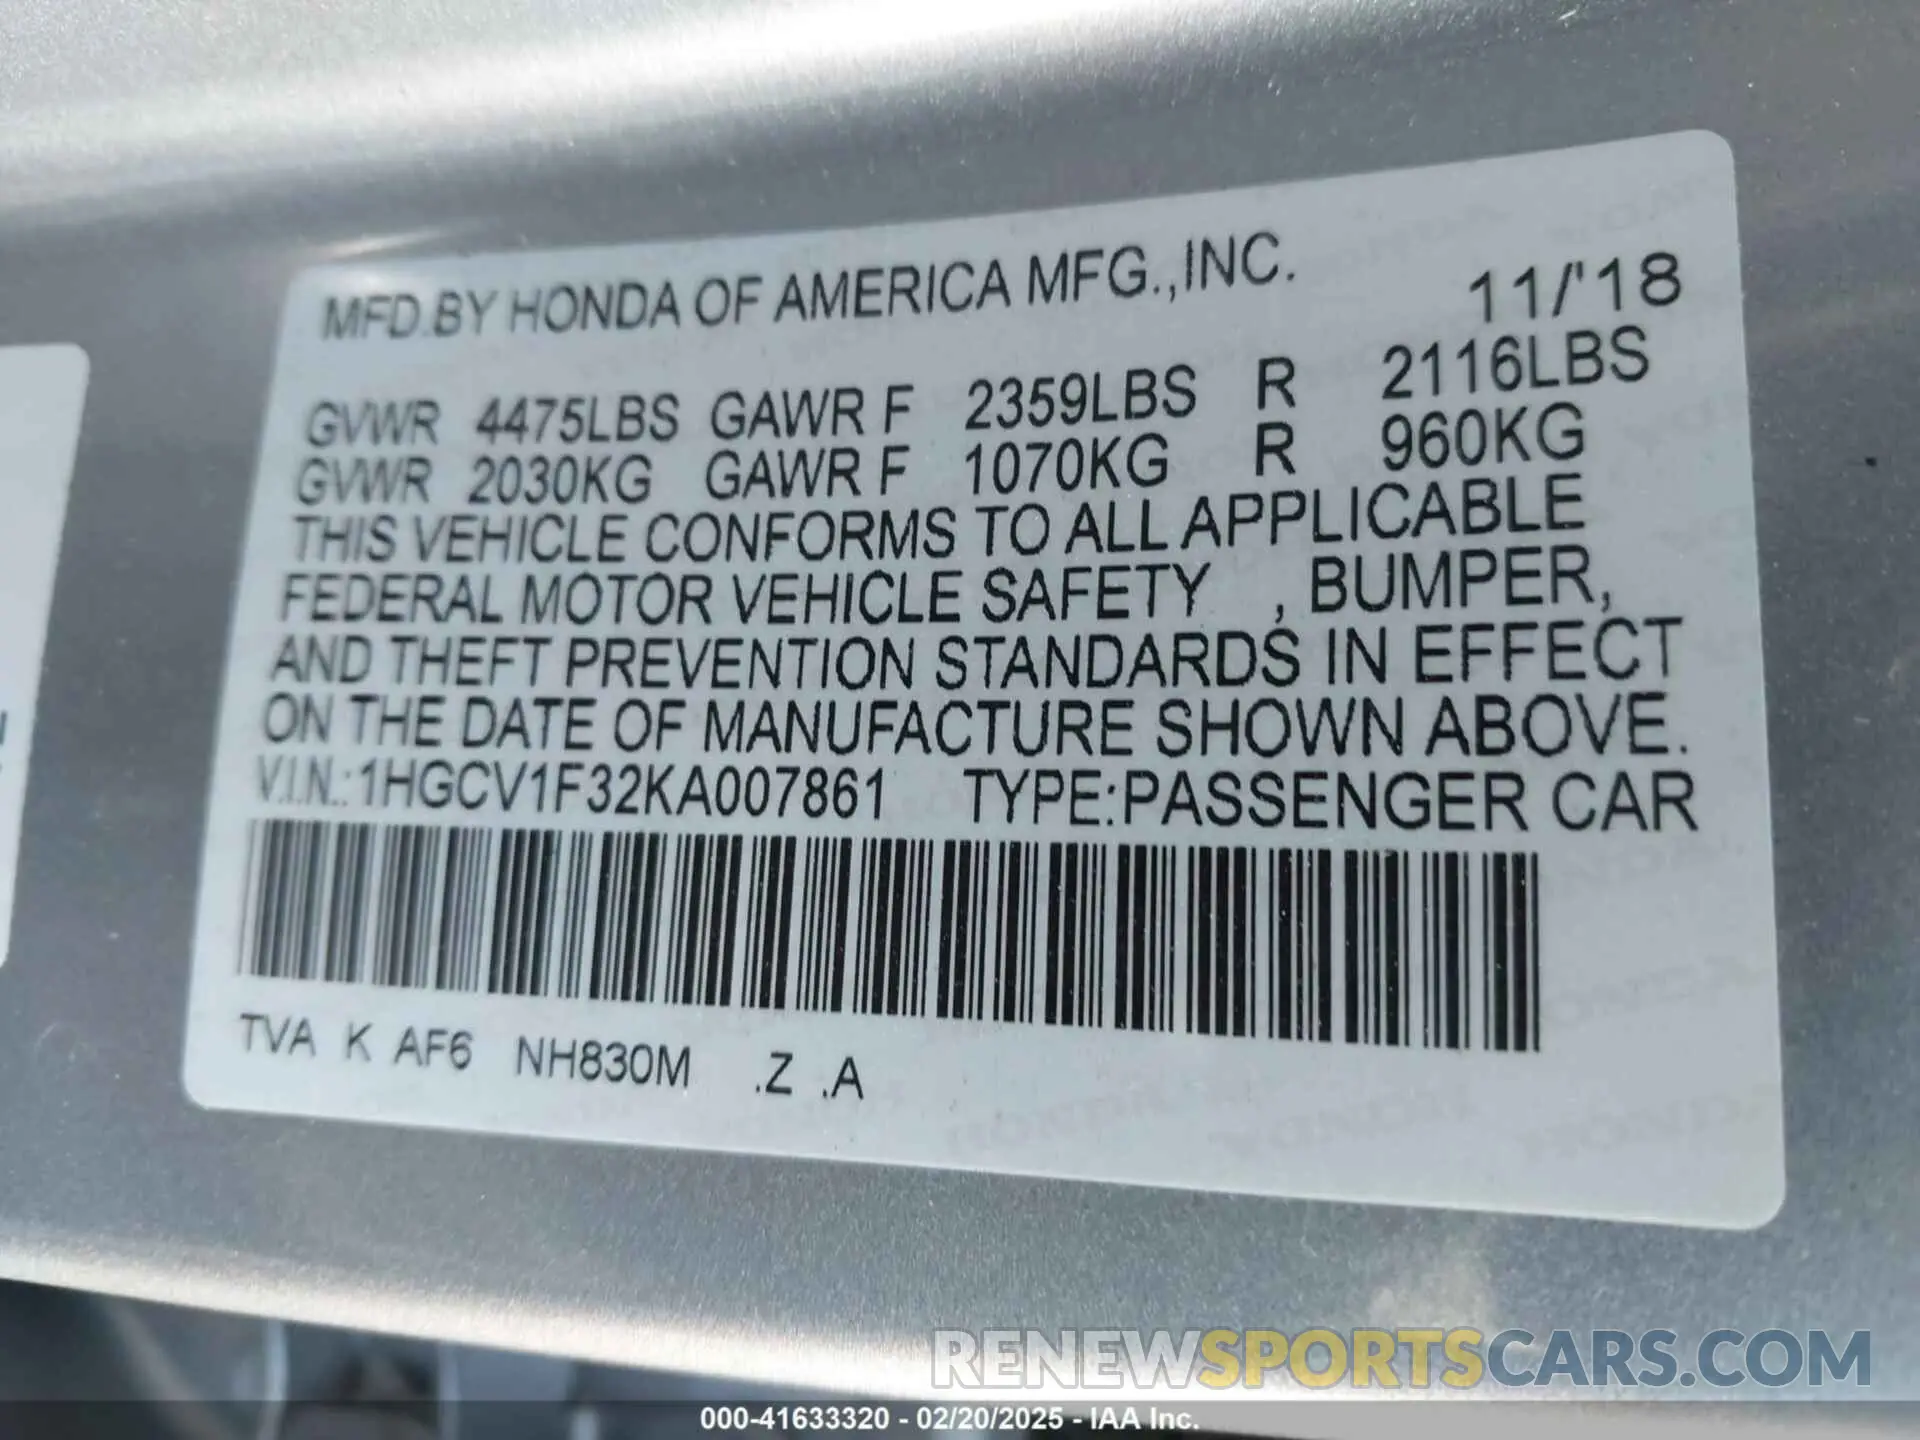 MFD.BY HONDA OF AMERICA MFG.,INC. 11/'18
GVWR 4475LBS GAWR F 2359LBS R 2116LBS
GVWR 2030KG GAWR F 1070KG R 960KG
THIS VEHICLE CONFORMS TO ALL APPLICABLE
FEDERAL MOTOR VEHICLE SAFETY , BUMPER,
AND THEFT PREVENTION STANDARDS IN EFFECT
ON THE DATE OF MANUFACTURE SHOWN ABOVE.
V.I.N.:1HGCV1F32KA007861 TYPE:PASSENGER CAR
TVA K AF6 NH830M .Z .A
RENEWSPORTSCARS.COM
000-41633320 - 02/20/2025 - IAA Inc.